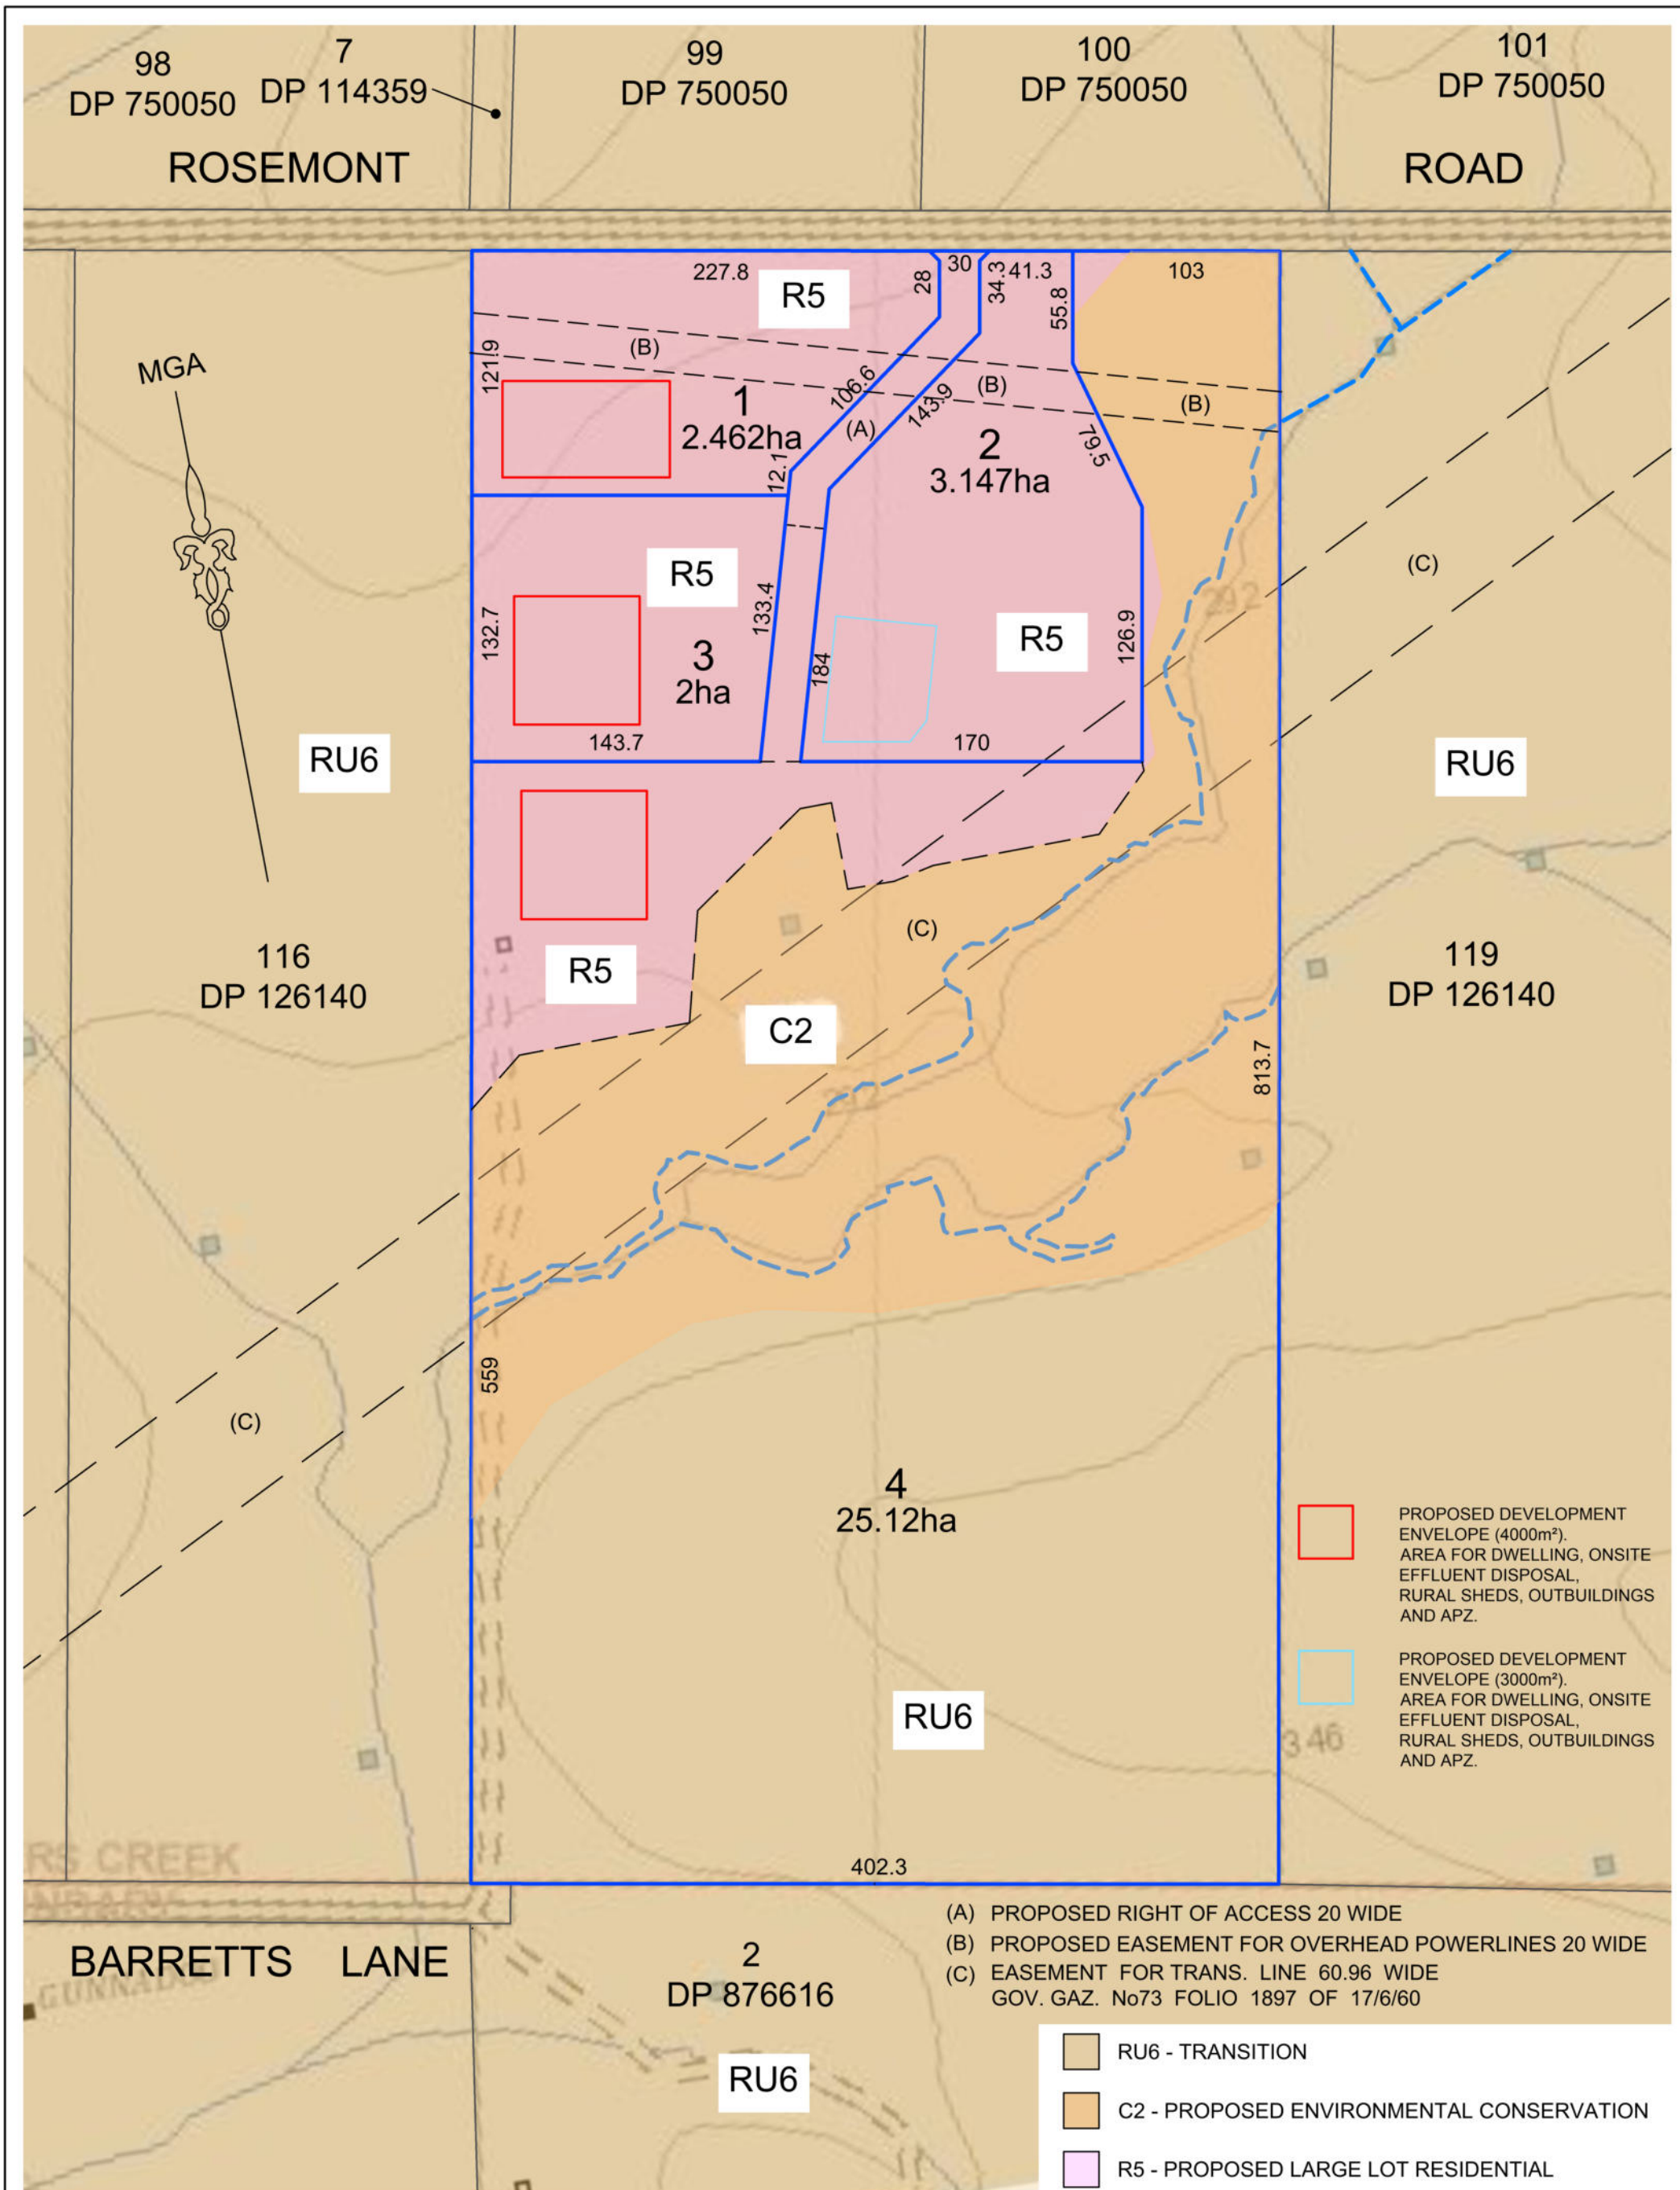 98
DP 750050
7
DP 114359
99
DP 750050
100
DP 750050
101
DP 750050
ROSEMONT
ROAD
227.8
28
30
34.3
41.3
103
R5
55.8
121.9
(B)
MGA
106.6
(A)
143.9
(B)
(B)
1
2.462ha
2
3.147ha
79.5
12.1
R5
(C)
292
132.7
133.4
126.9
R5
3
2ha
184
143.7
170
RU6
RU6
(C)
116
DP 126140
R5
119
DP 126140
C2
813.7
292
559
(C)
4
25.12ha
PROPOSED DEVELOPMENT
ENVELOPE (4000m²).
AREA FOR DWELLING, ONSITE
EFFLUENT DISPOSAL,
RURAL SHEDS, OUTBUILDINGS
AND APZ.
PROPOSED DEVELOPMENT
ENVELOPE (3000m²).
AREA FOR DWELLING, ONSITE
EFFLUENT DISPOSAL,
RURAL SHEDS, OUTBUILDINGS
AND APZ.
RU6
346
RS CREEK
402.3
(A) PROPOSED RIGHT OF ACCESS 20 WIDE
(B) PROPOSED EASEMENT FOR OVERHEAD POWERLINES 20 WIDE
(C) EASEMENT FOR TRANS. LINE 60.96 WIDE
GOV. GAZ. No73 FOLIO 1897 OF 17/6/60
BARRETTS LANE
2
DP 876616
RU6
RU6 - TRANSITION
C2 - PROPOSED ENVIRONMENTAL CONSERVATION
R5 - PROPOSED LARGE LOT RESIDENTIAL